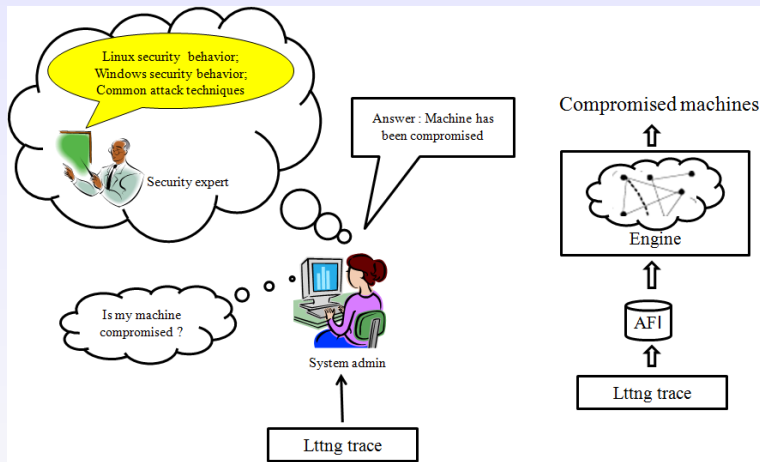 Linux security behavior;
Windows security behavior;
Common attack techniques
Security expert
Answer : Machine has
been compromised
Is my machine
compromised ?
System admin
Lttng trace
Compromised machines
Engine
AFI
Lttng trace